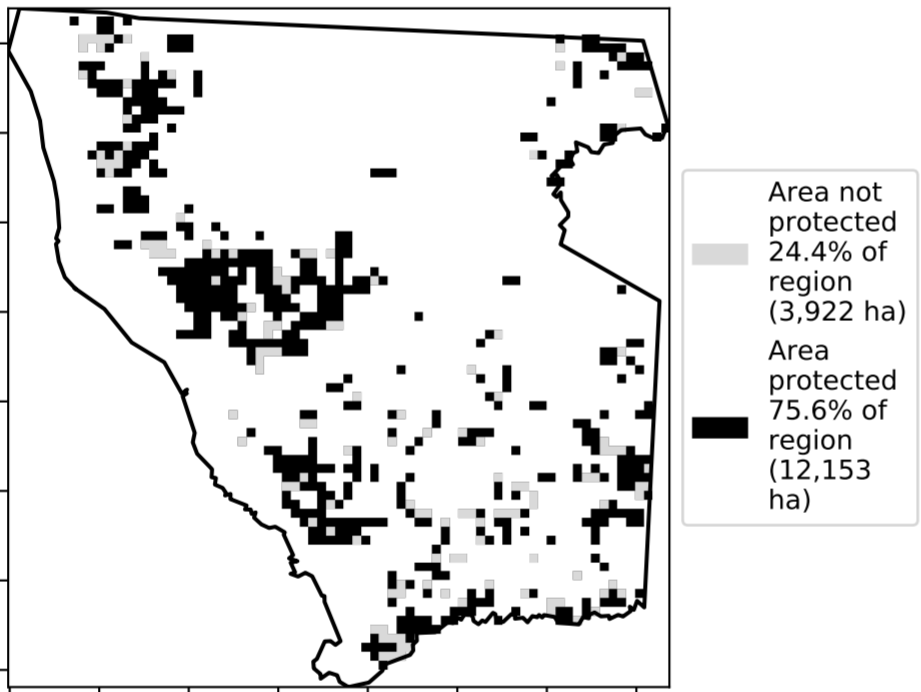 Area not
protected
24.4% of
region
(3,922 ha)
Area
protected
75.6% of
region
(12,153
ha)